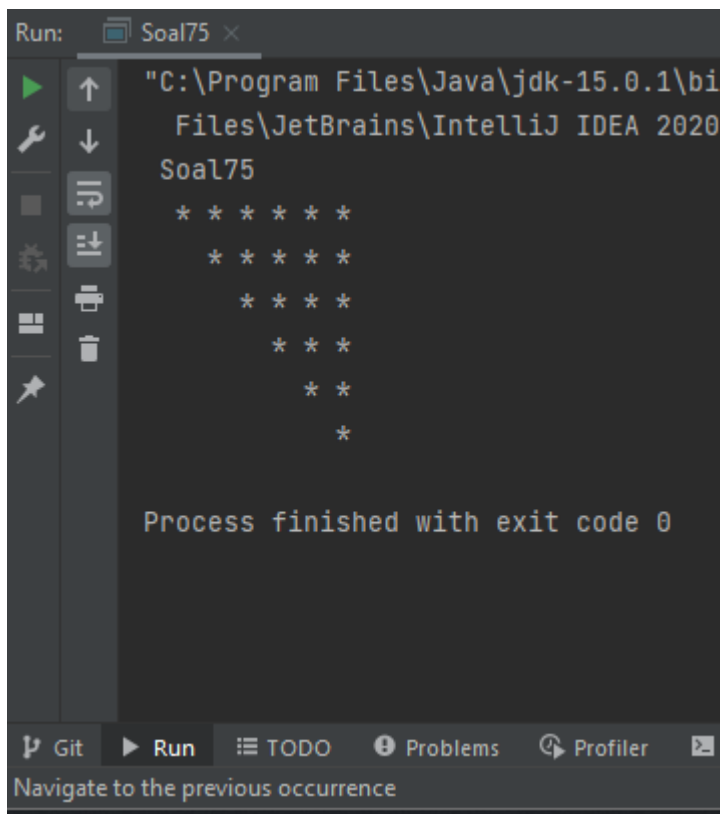 Run: Soal75
"C:\Program Files\Java\jdk-15.0.1\bi
Files\JetBrains\IntelliJ IDEA 2020
Soal75
* * * * * *
* * * * *
* * * *
* * *
* *
*
Process finished with exit code 0
Git Run TODO Problems Profiler
Navigate to the previous occurrence